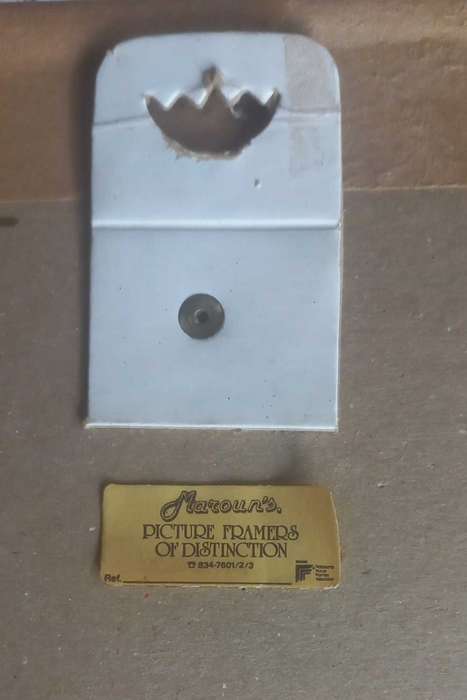 Maroun's.
PICTURE FRAMERS
OF DISTINCTION
☎ 834-7601/2/3
Ref.